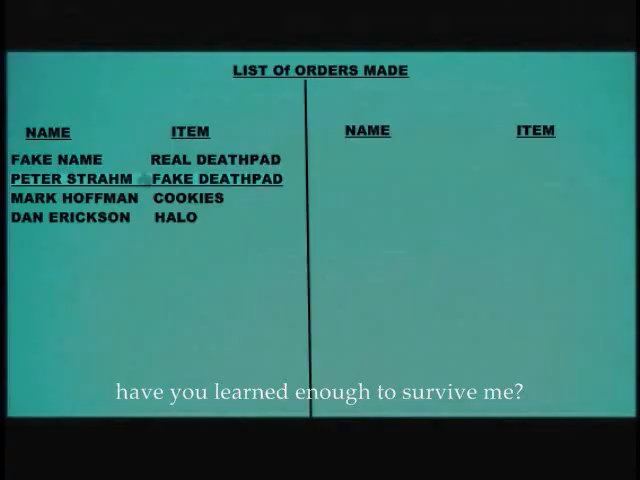 LIST Of ORDERS MADE
NAME ITEM NAME ITEM
FAKE NAME REAL DEATHPAD
PETER STRAHM FAKE DEATHPAD
MARK HOFFMAN COOKIES
DAN ERICKSON HALO
have you learned enough to survive me?